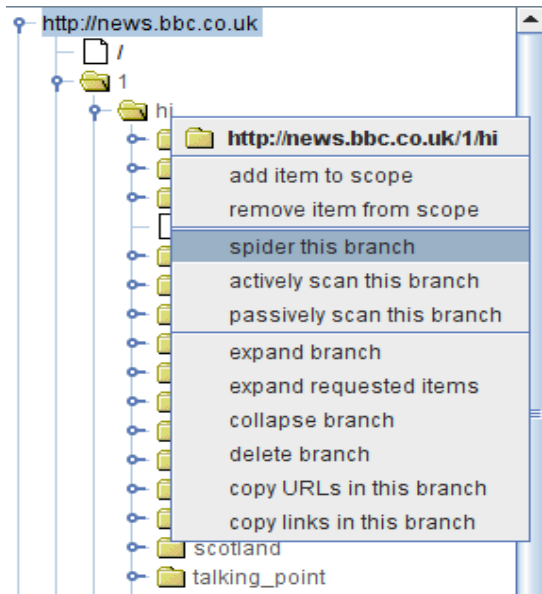 http://news.bbc.co.uk
/
1
hi
http://news.bbc.co.uk/1/hi
add item to scope
remove item from scope
spider this branch
actively scan this branch
passively scan this branch
expand branch
expand requested items
collapse branch
delete branch
copy URLs in this branch
copy links in this branch
scotland
talking_point